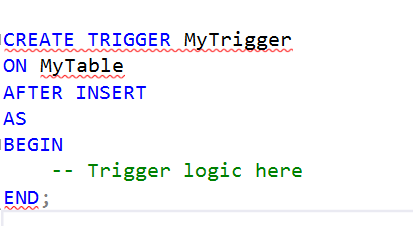 CREATE TRIGGER MyTrigger
ON MyTable
AFTER INSERT
AS
BEGIN
    -- Trigger logic here
END;